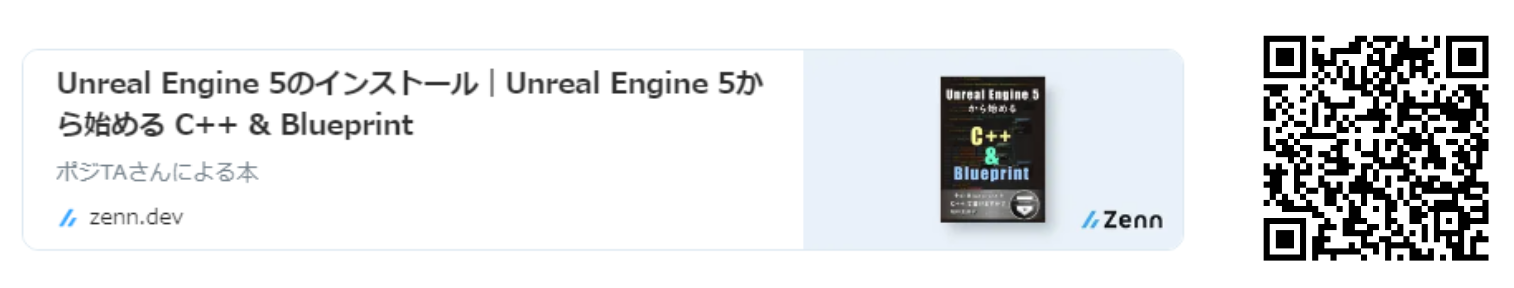 Unreal Engine 5のインストール｜Unreal Engine 5か
ら始める C++ & Blueprint
ポジTAさんによる本
zenn.dev
Unreal Engine 5
から始める
C++
&
Blueprint
Zenn